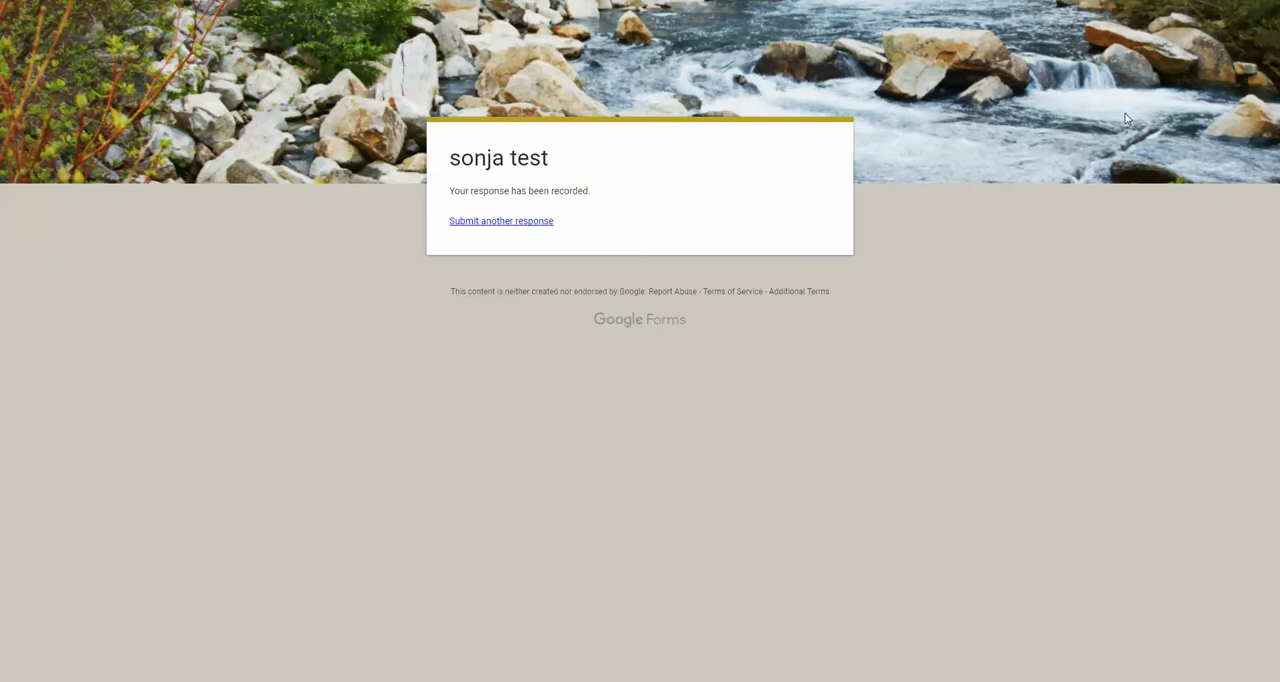 sonja test
Your response has been recorded.
Submit another response
This content is neither created nor endorsed by Google. Report Abuse - Terms of Service - Additional Terms
Google Forms